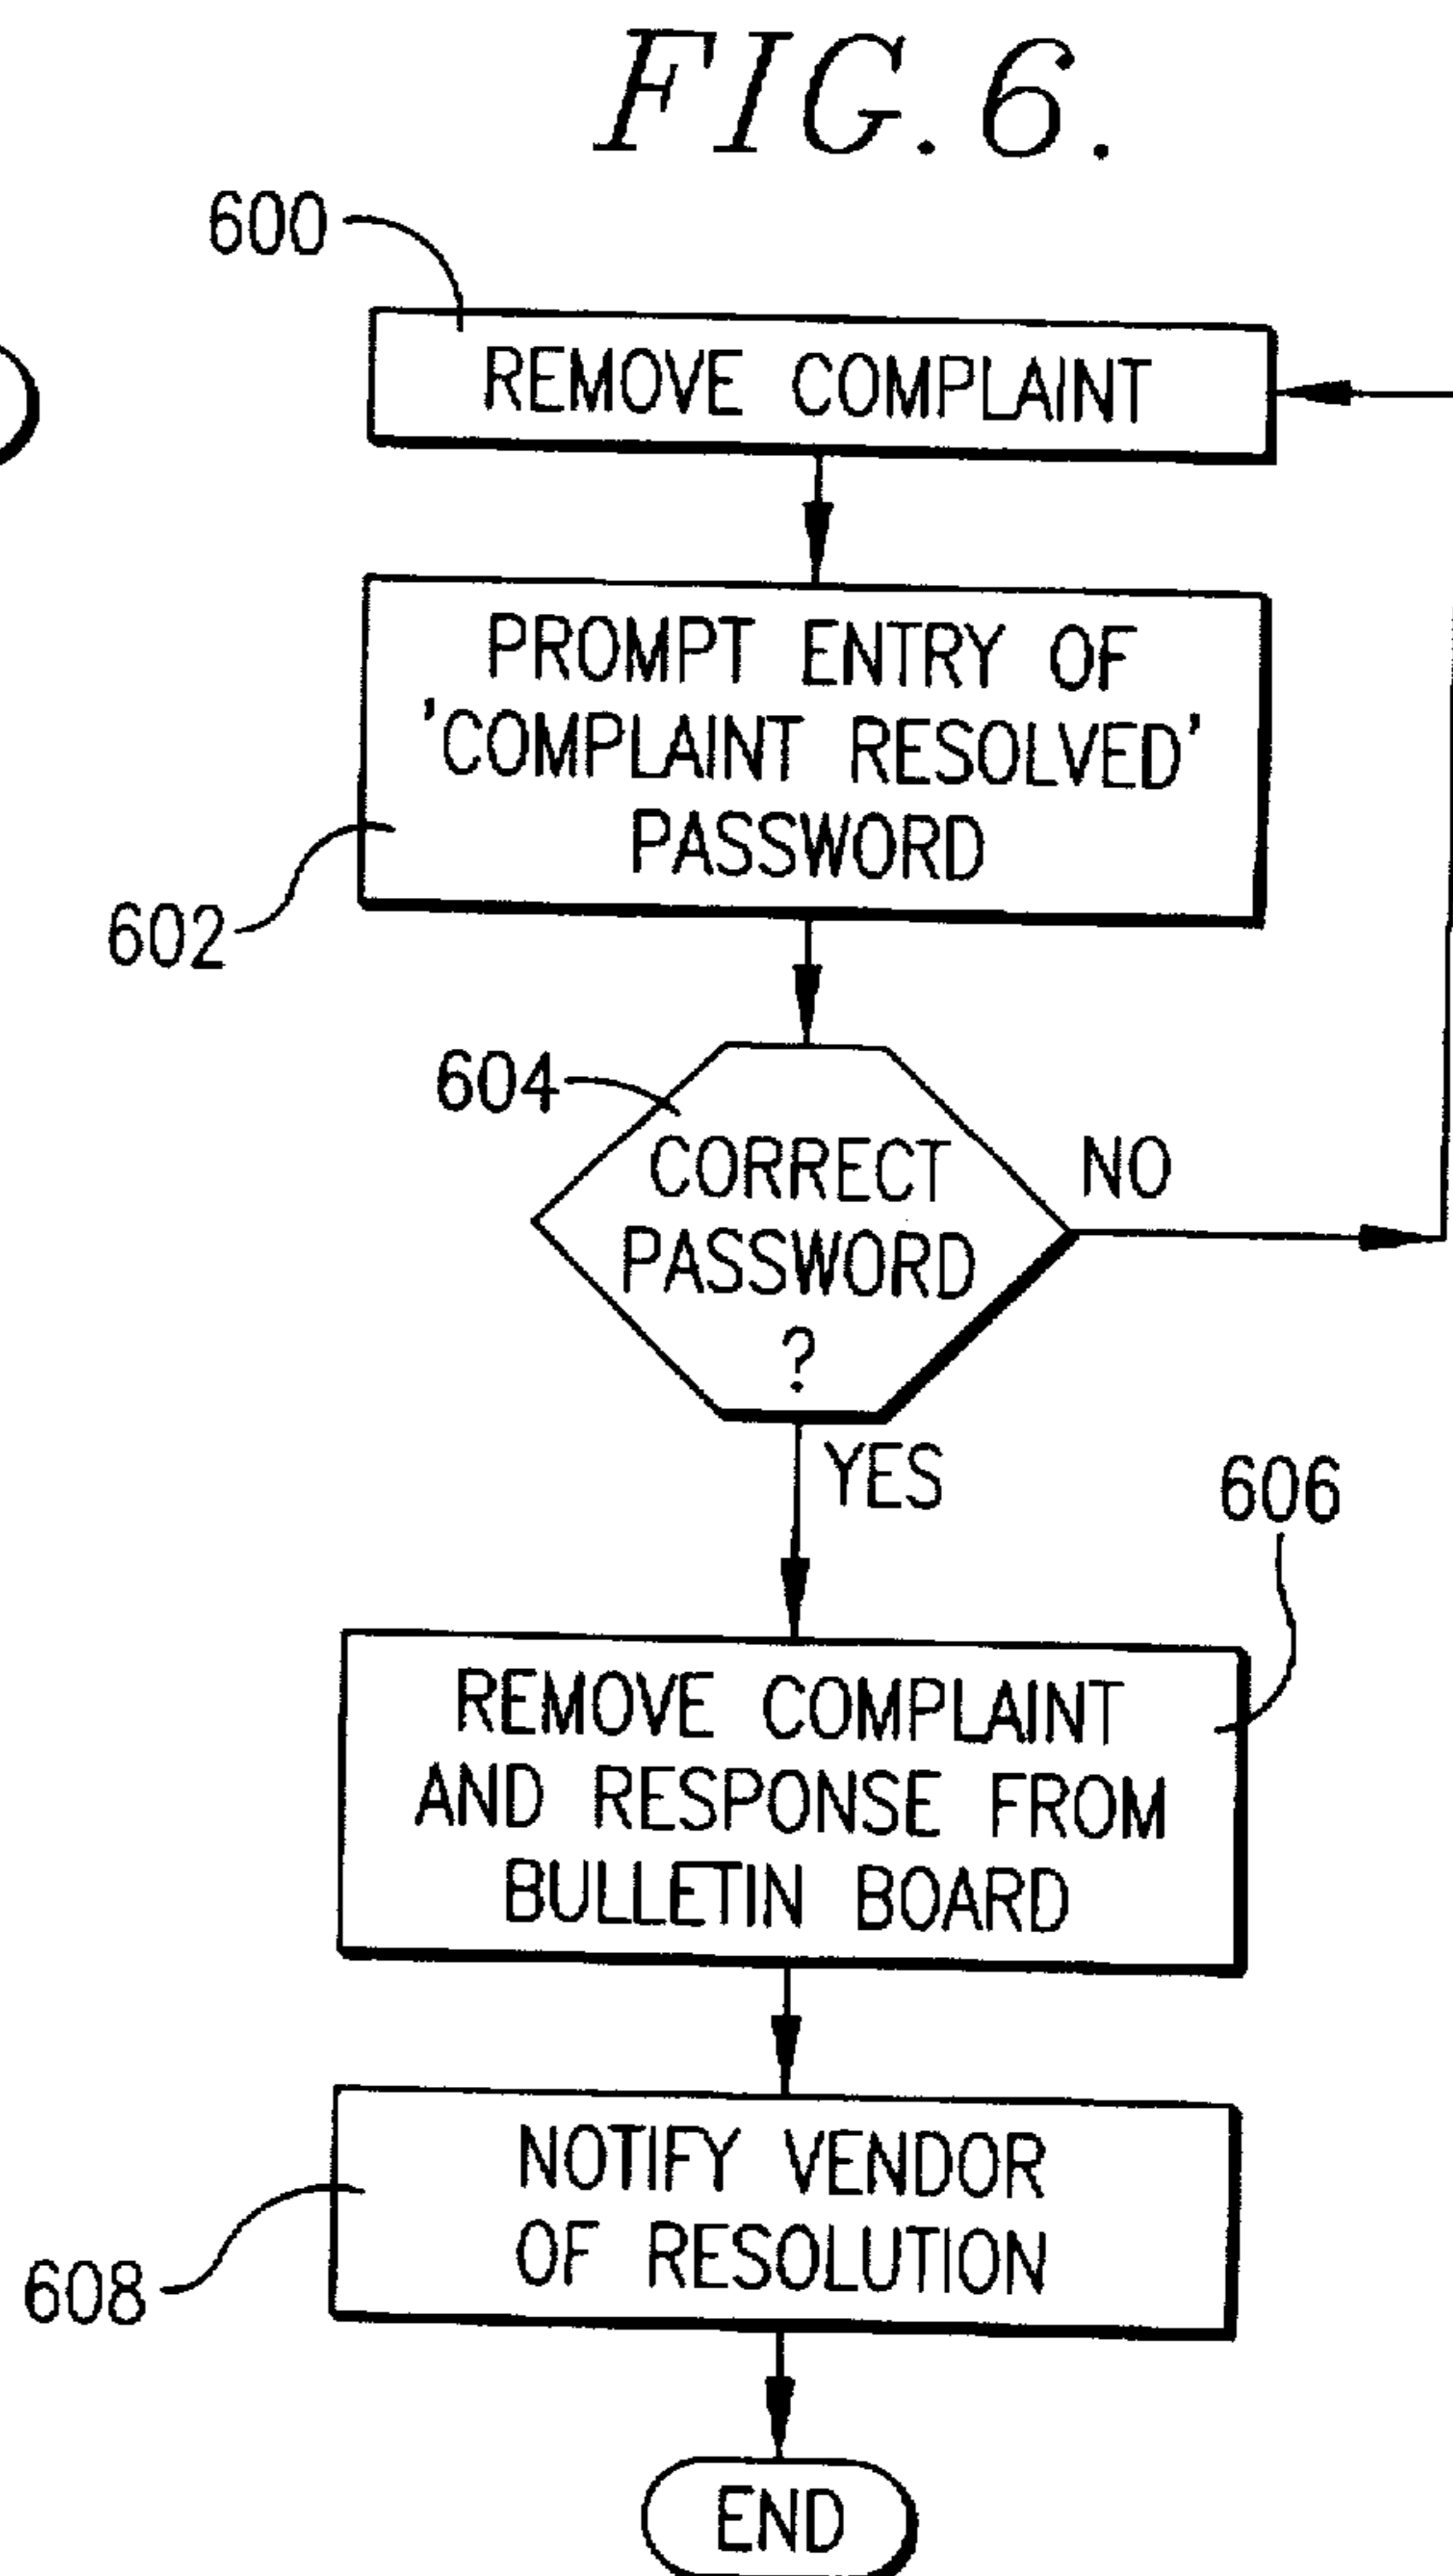 FIG. 6.
600
REMOVE COMPLAINT
PROMPT ENTRY OF
'COMPLAINT RESOLVED'
PASSWORD
602
604
CORRECT
PASSWORD
?
NO
YES
606
REMOVE COMPLAINT
AND RESPONSE FROM
BULLETIN BOARD
NOTIFY VENDOR
OF RESOLUTION
608
END